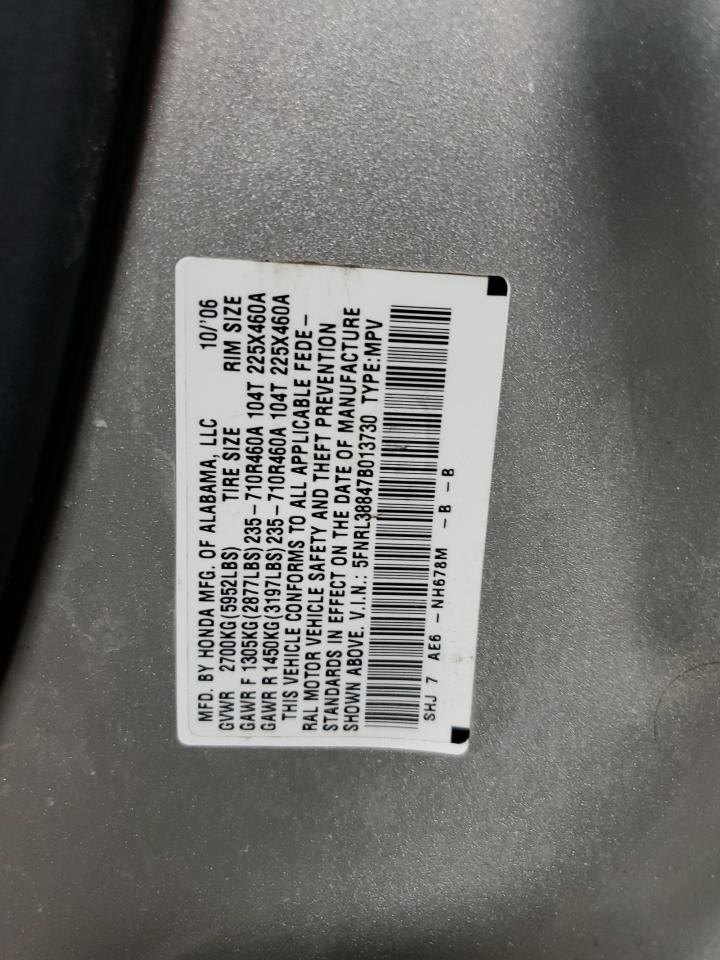 MFD. BY HONDA MFG. OF ALABAMA, LLC 10/'06
GVWR 2700KG(5952LBS) TIRE SIZE RIM SIZE
GAWR F 1305KG(2877LBS)235-710R460A 104T 225X460A
GAWR R 1450KG(3197LBS)235-710R460A 104T 225X460A
THIS VEHICLE CONFORMS TO ALL APPLICABLE FEDE-
RAL MOTOR VEHICLE SAFETY AND THEFT PREVENTION
STANDARDS IN EFFECT ON THE DATE OF MANUFACTURE
SHOWN ABOVE. V.I.N.: 5FNRL38847B013730 TYPE:MPV
SHJ 7 AE6 -NH678M -B -B